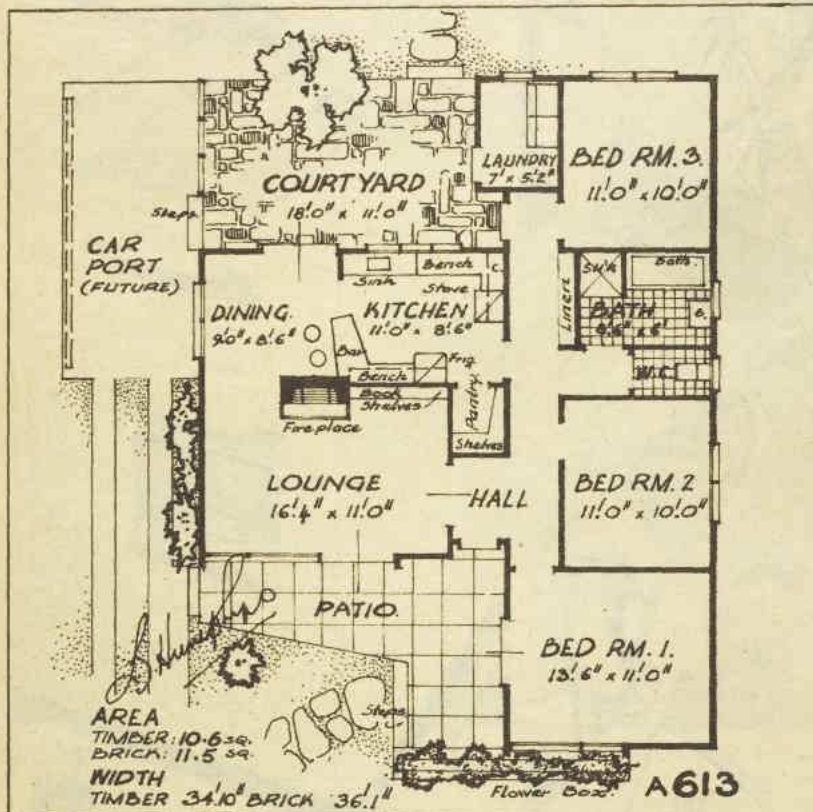 LAUNDRY
7' x 5'.2"
BED RM. 3.
11'.0" x 10'.0"
COURTYARD
18'.0" x 11'.0"
Steps
CAR
PORT
(FUTURE)
Sink
Bench
C.
Stove
DINING.
9'.0" x 8'.6"
KITCHEN
11'.0" x 8'.6"
Linen
SHR
Bath.
BATH
B.
Bar
Bench
Frig.
W.C.
Book
Shelves
Pantry.
Shelves
Fireplace
LOUNGE
16'.4" x 11'.0"
HALL
BED RM. 2
11'.0" x 10'.0"
PATIO.
BED RM. 1.
13'.6" x 11'.0"
AREA
TIMBER: 10.6 SQ.
BRICK: 11.5 SQ.
WIDTH
TIMBER 34'.10" BRICK 36'.1"
Steps
Flower Box.
A613